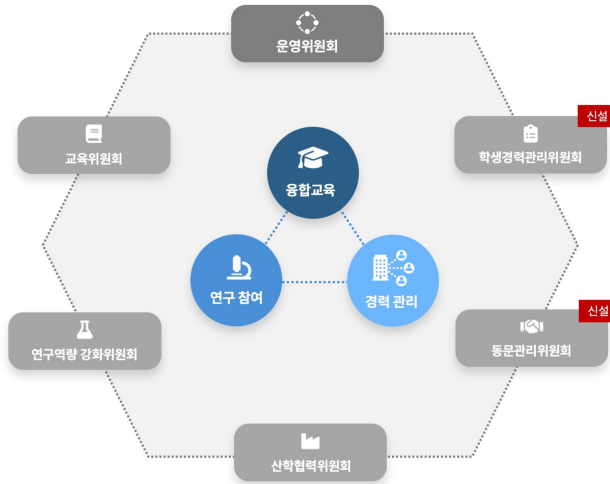 운영위원회
신설
교육위원회
학생경력관리위원회
융합교육
연구 참여
경력 관리
신설
연구역량 강화위원회
동문관리위원회
산학협력위원회